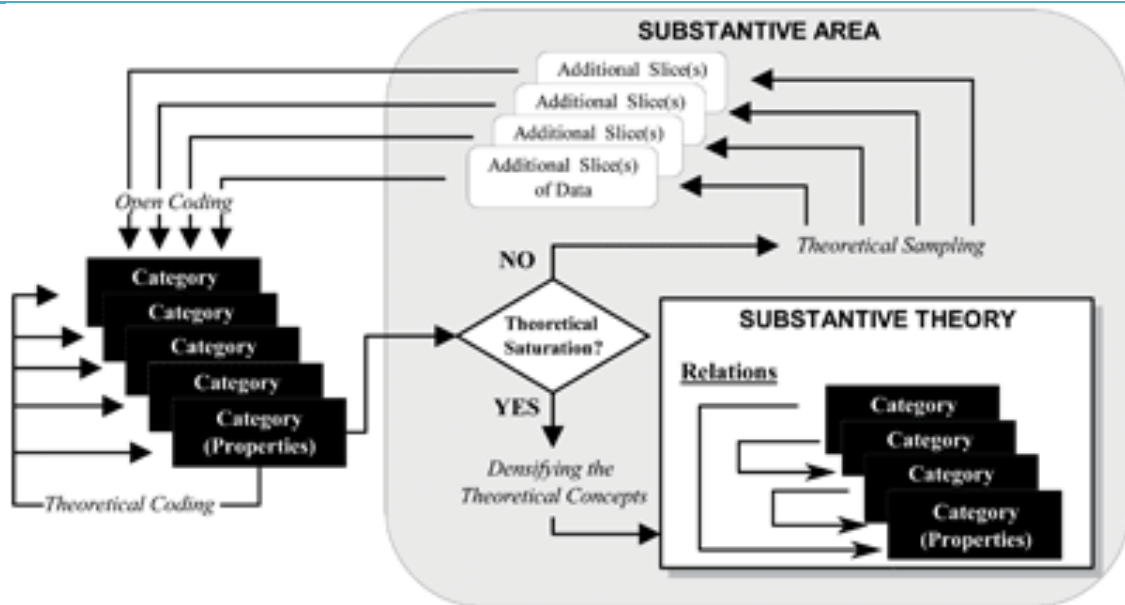 SUBSTANTIVE AREA
Additional Slice(s)
Additional Slice(s)
Additional Slice(s)
Additional Slice(s)
of Data
Open Coding
Theoretical Sampling
NO
Category
Category
Category
Category
Category
(Properties)
Theoretical Coding
Theoretical
Saturation?
YES
Densifying the
Theoretical Concepts
SUBSTANTIVE THEORY
Relations
Category
Category
Category
Category
(Properties)